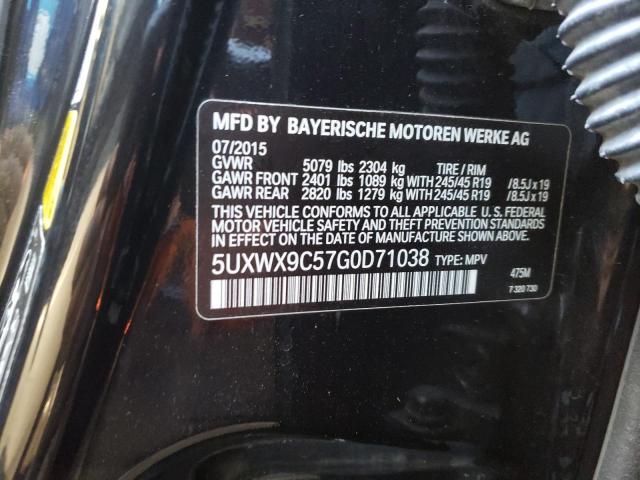 MFD BY BAYERISCHE MOTOREN WERKE AG
07/2015
GVWR 5079 lbs 2304 kg TIRE / RIM
GAWR FRONT 2401 lbs 1089 kg WITH 245/45 R19 /8.5J x 19
GAWR REAR 2820 lbs 1279 kg WITH 245/45 R19 /8.5J x 19
THIS VEHICLE CONFORMS TO ALL APPLICABLE U. S. FEDERAL
MOTOR VEHICLE SAFETY AND THEFT PREVENTION STANDARDS
IN EFFECT ON THE DATE OF MANUFACTURE SHOWN ABOVE.
5UXWX9C57G0D71038 TYPE: MPV
475M
7 320 730